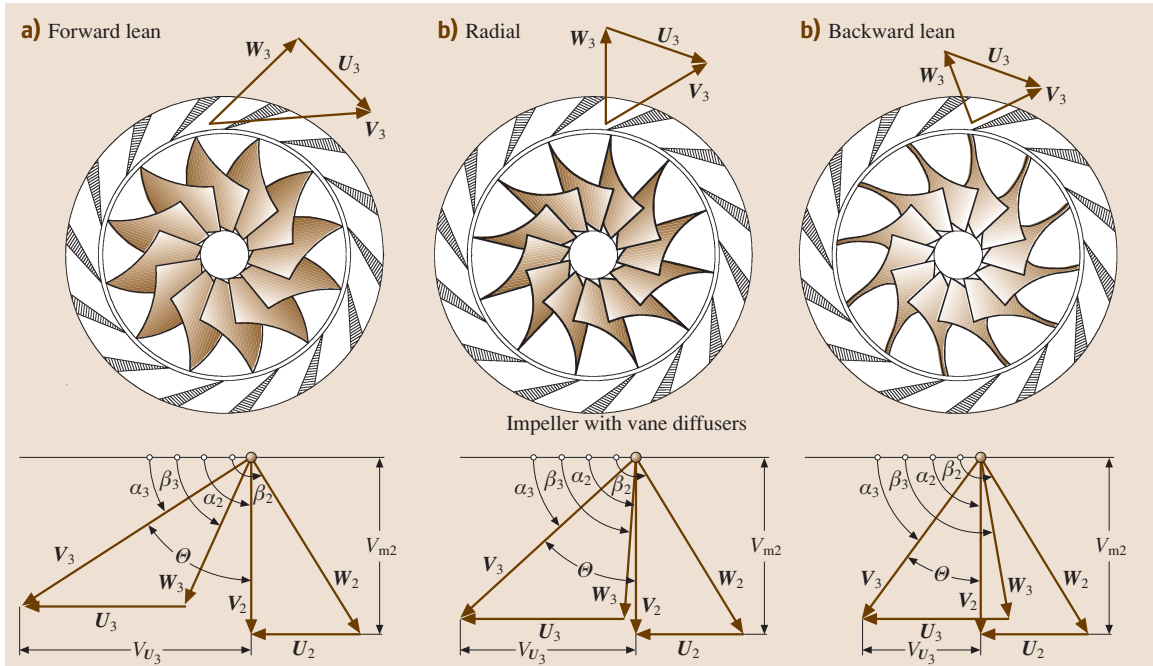 a) Forward lean
W3
U3
V3
b) Radial
W3
U3
V3
b) Backward lean
W3
U3
V3
Impeller with vane diffusers
α3
β3
α2
β2
Vm2
V3
Θ
W3
V2
W2
U3
U2
VU3
α3
β3
α2
β2
Vm2
V3
Θ
W3
V2
W2
U3
U2
VU3
α3
β3
α2
β2
Vm2
V3
Θ
W3
V2
W2
U3
U2
VU3